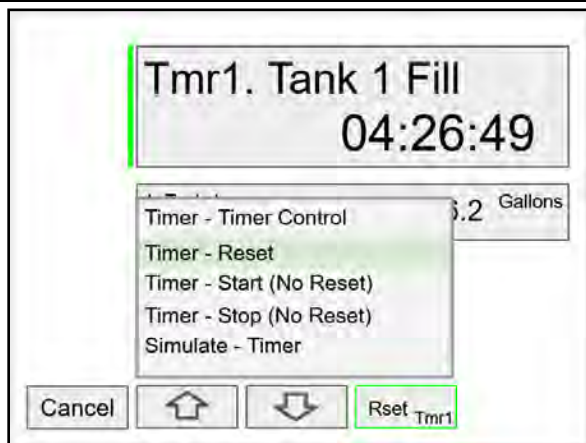 Tmr1. Tank 1 Fill
04:26:49
.2 Gallons
Timer - Timer Control
Timer - Reset
Timer - Start (No Reset)
Timer - Stop (No Reset)
Simulate - Timer
Cancel
Rset Tmr1